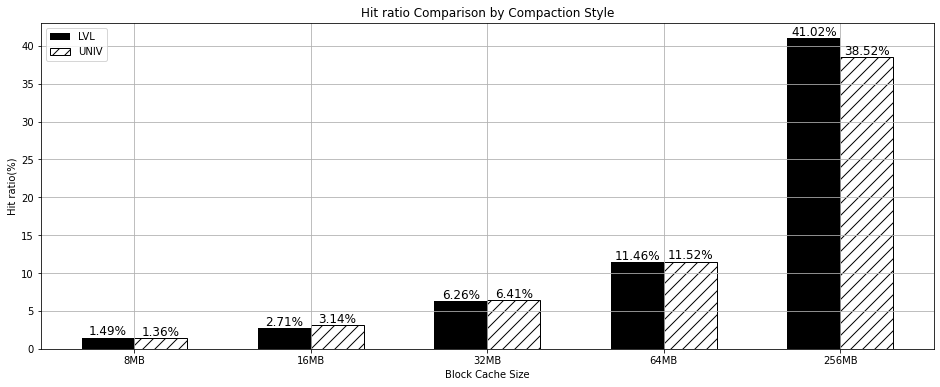 Hit ratio Comparison by Compaction Style
LVL
UNIV
Hit ratio(%)
40
35
30
25
20
15
10
5
0
1.49%
1.36%
2.71%
3.14%
6.26%
6.41%
11.46%
11.52%
41.02%
38.52%
8MB
16MB
32MB
64MB
256MB
Block Cache Size